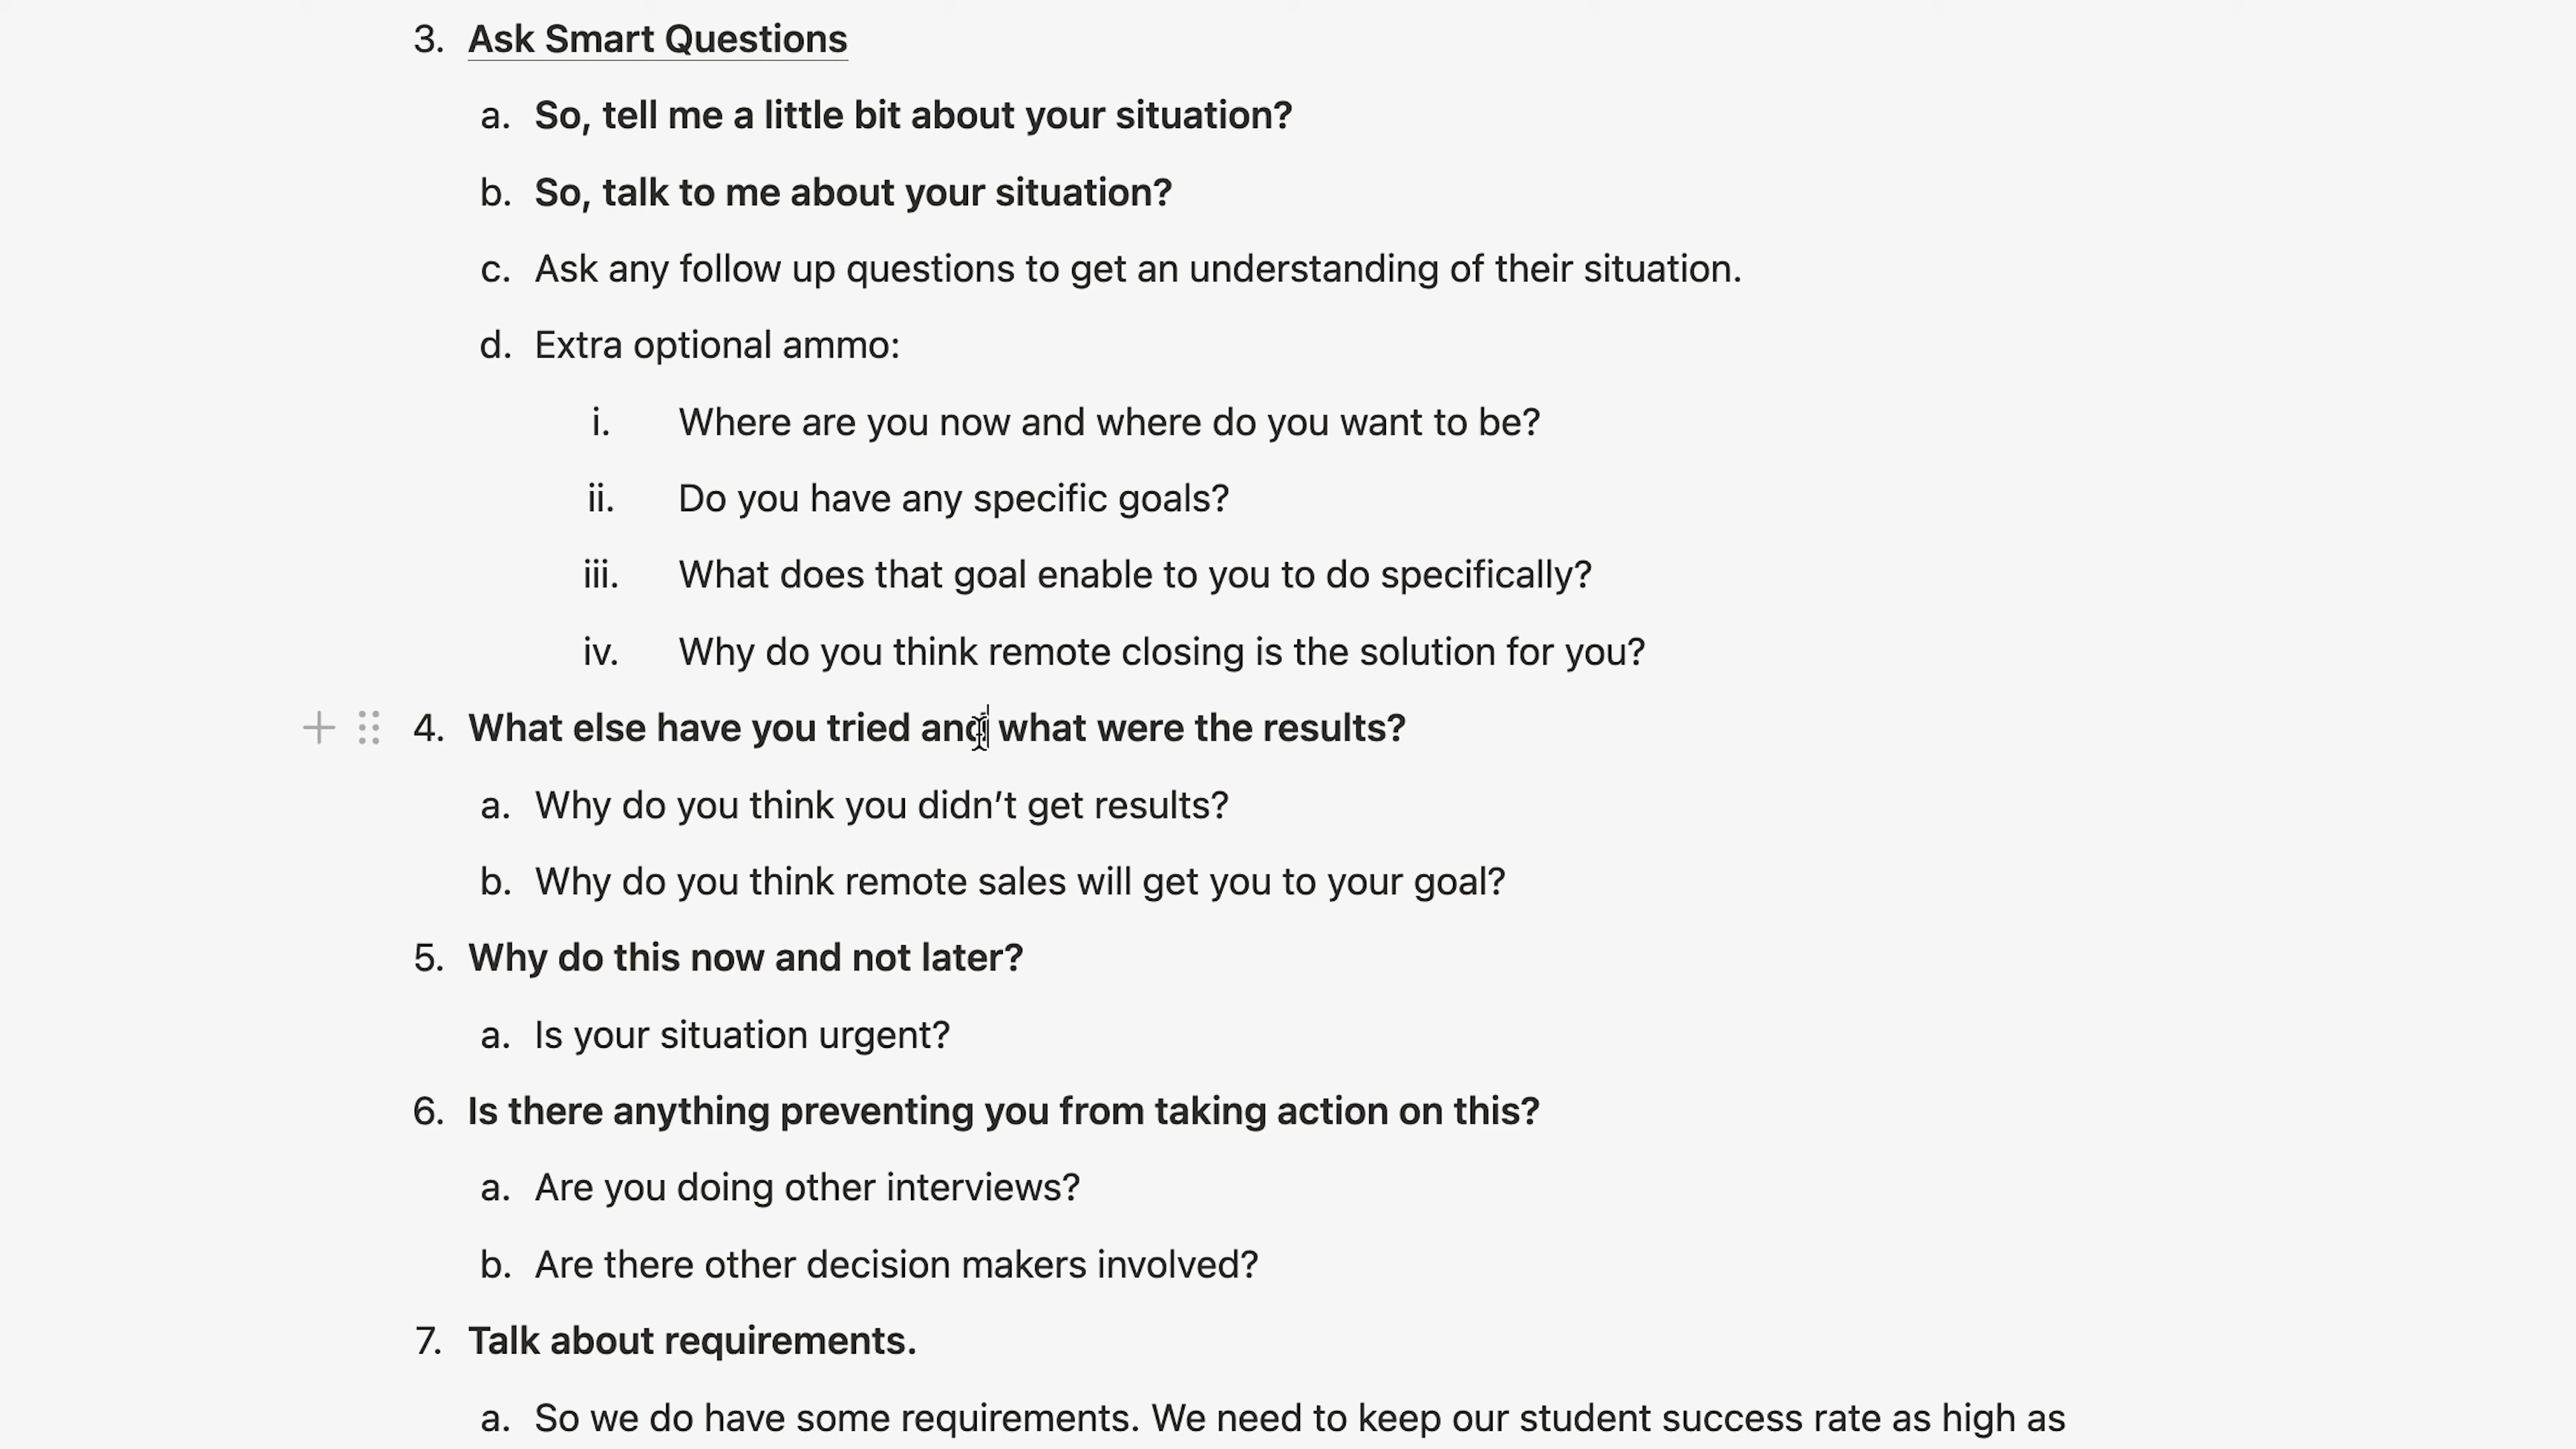 3. Ask Smart Questions
a. So, tell me a little bit about your situation?
b. So, talk to me about your situation?
c. Ask any follow up questions to get an understanding of their situation.
d. Extra optional ammo:
i. Where are you now and where do you want to be?
ii. Do you have any specific goals?
iii. What does that goal enable to you to do specifically?
iv. Why do you think remote closing is the solution for you?
4. What else have you tried and what were the results?
a. Why do you think you didn’t get results?
b. Why do you think remote sales will get you to your goal?
5. Why do this now and not later?
a. Is your situation urgent?
6. Is there anything preventing you from taking action on this?
a. Are you doing other interviews?
b. Are there other decision makers involved?
7. Talk about requirements.
a. So we do have some requirements. We need to keep our student success rate as high as